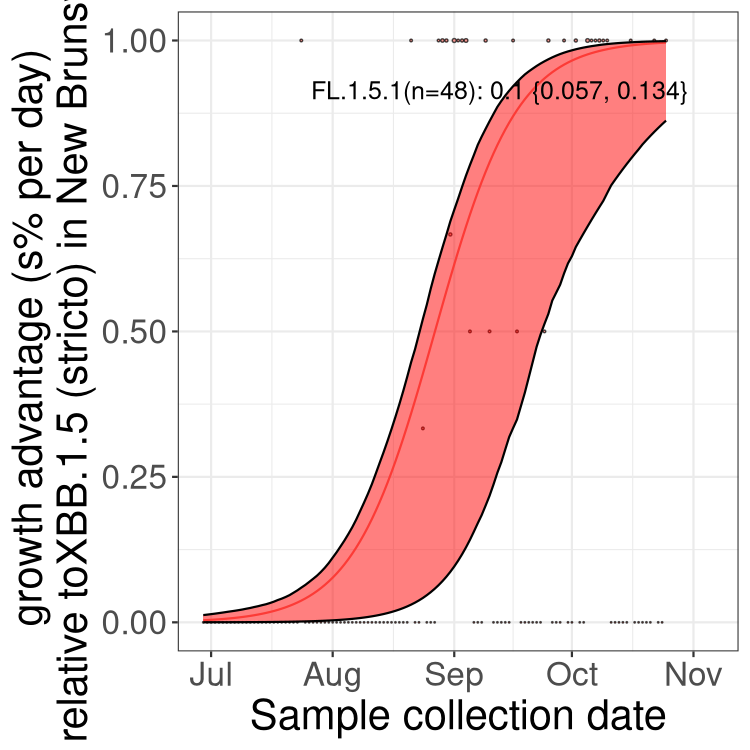 growth advantage (s% per day)
relative toXBB.1.5 (stricto) in New
1.00
0.75
0.50
0.25
0.00
FL.1.5.1(n=48): 0.1 {0.057, 0.134}
Jul Aug Sep Oct Nov
Sample collection date